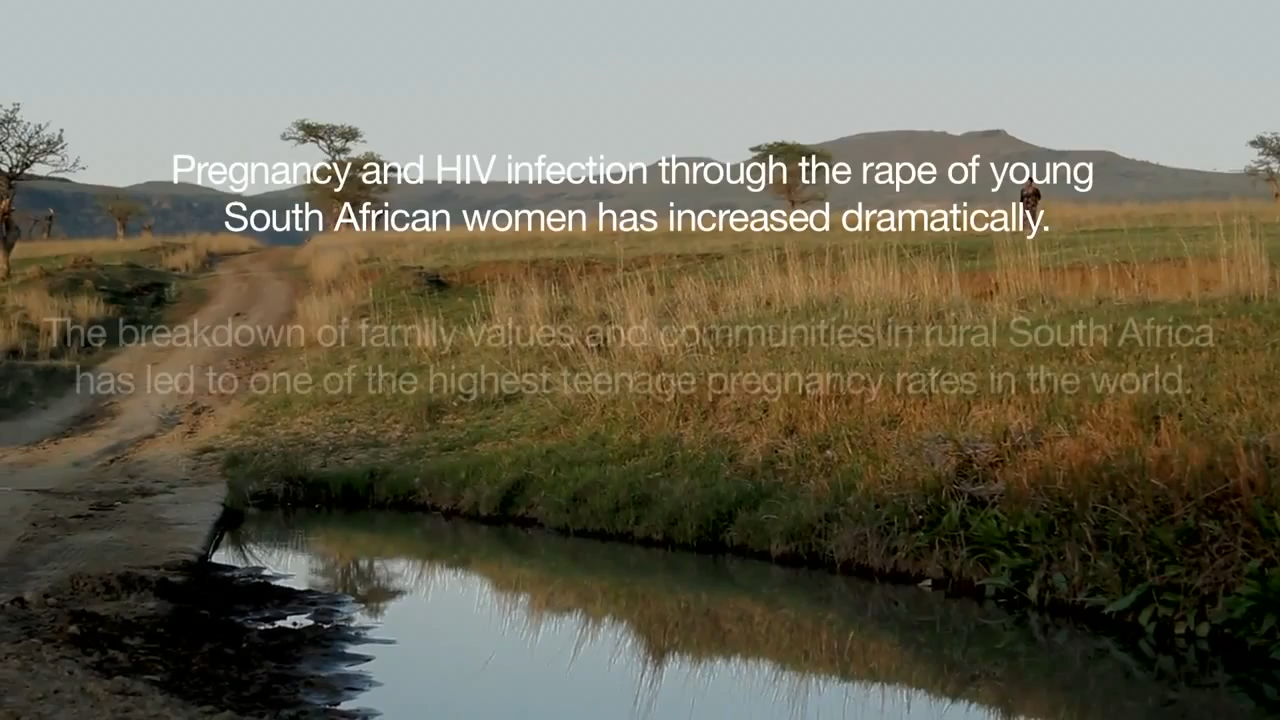 Pregnancy and HIV infection through the rape of young
South African women has increased dramatically.
The breakdown of family values and communities in rural South Africa
has led to one of the highest teenage pregnancy rates in the world.